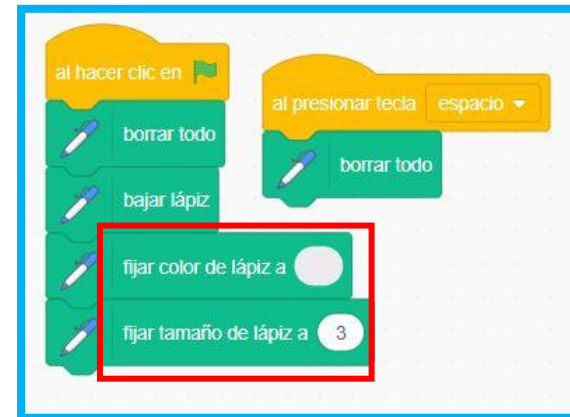 al hacer clic en
borrar todo
bajar lápiz
fijar color de lápiz a
fijar tamaño de lápiz a 3
al presionar tecla espacio
borrar todo